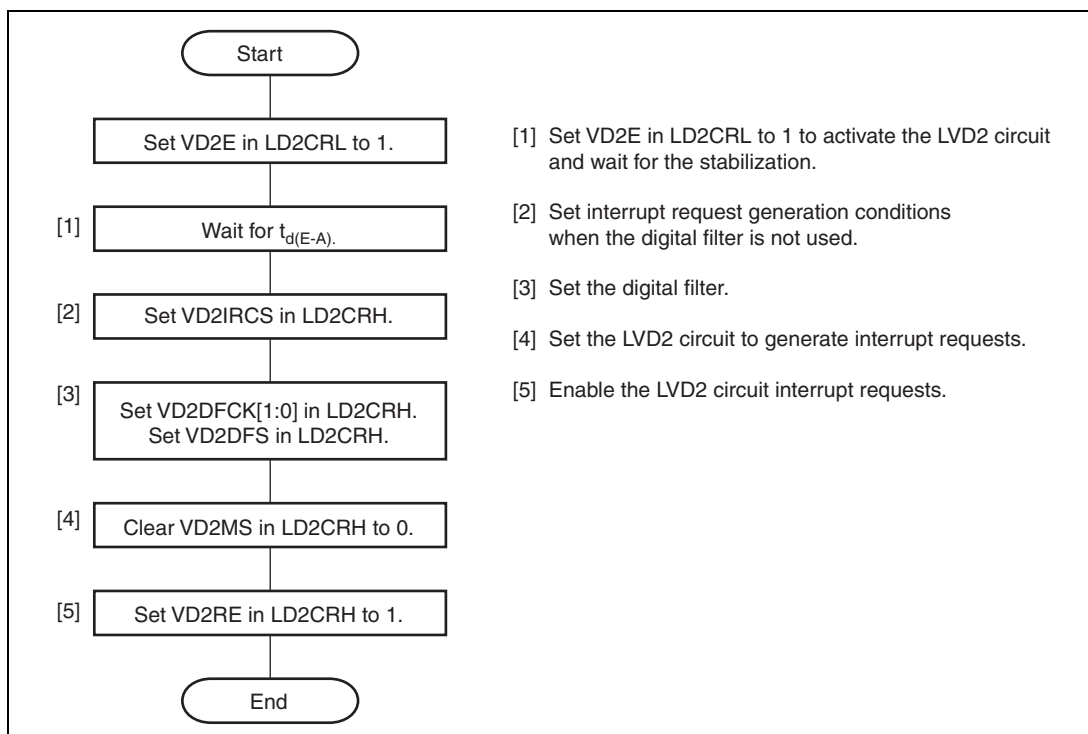 Start
Set VD2E in LD2CRL to 1.
[1] Wait for td(E-A).
[2] Set VD2IRCS in LD2CRH.
[3] Set VD2DFCK[1:0] in LD2CRH.
Set VD2DFS in LD2CRH.
[4] Clear VD2MS in LD2CRH to 0.
[5] Set VD2RE in LD2CRH to 1.
End
[1] Set VD2E in LD2CRL to 1 to activate the LVD2 circuit
and wait for the stabilization.
[2] Set interrupt request generation conditions
when the digital filter is not used.
[3] Set the digital filter.
[4] Set the LVD2 circuit to generate interrupt requests.
[5] Enable the LVD2 circuit interrupt requests.